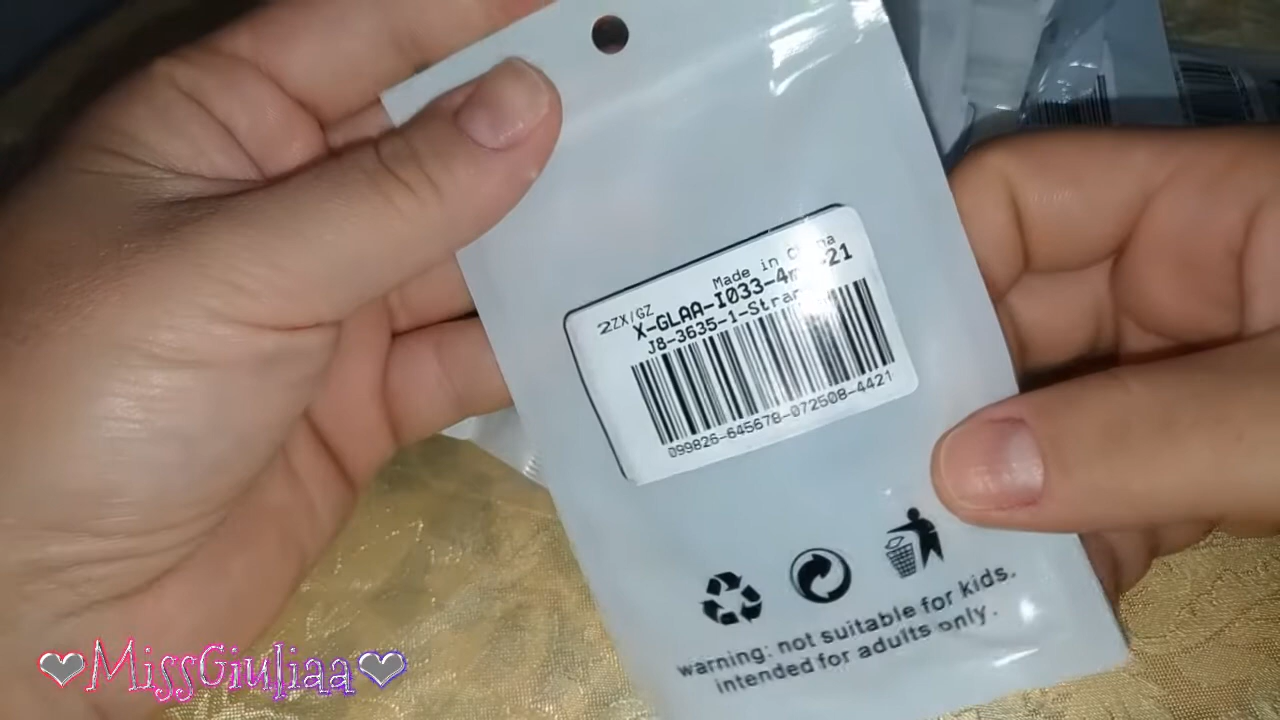 Made in
2ZX/GZ
X-GLAA-I033-4m
J8-3635-1-Stran
099826-645678-072508-4421
warning: not suitable for kids.
intended for adults only.
❤MissGiuliaa❤